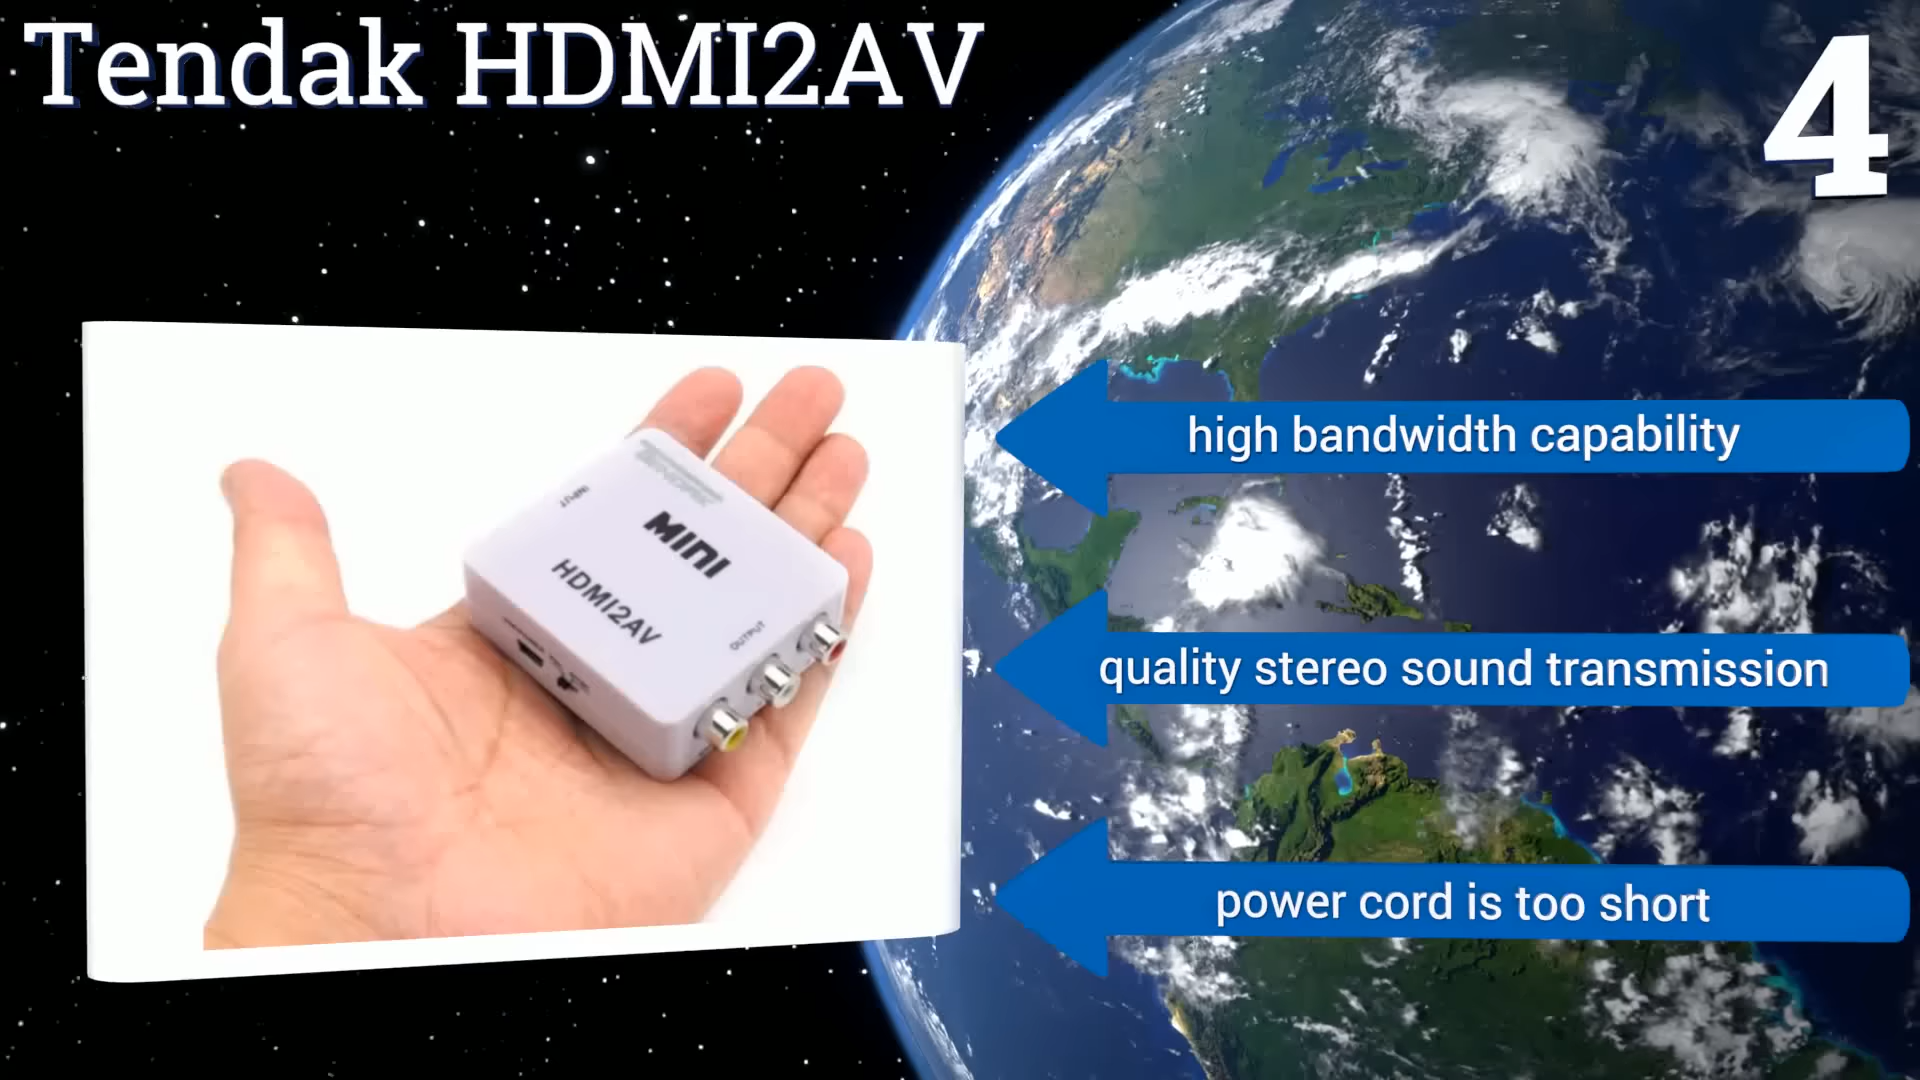 Tendak HDMI2AV
4
high bandwidth capability
quality stereo sound transmission
power cord is too short
TENDAK
INPUT
MINI
HDMI2AV
OUTPUT